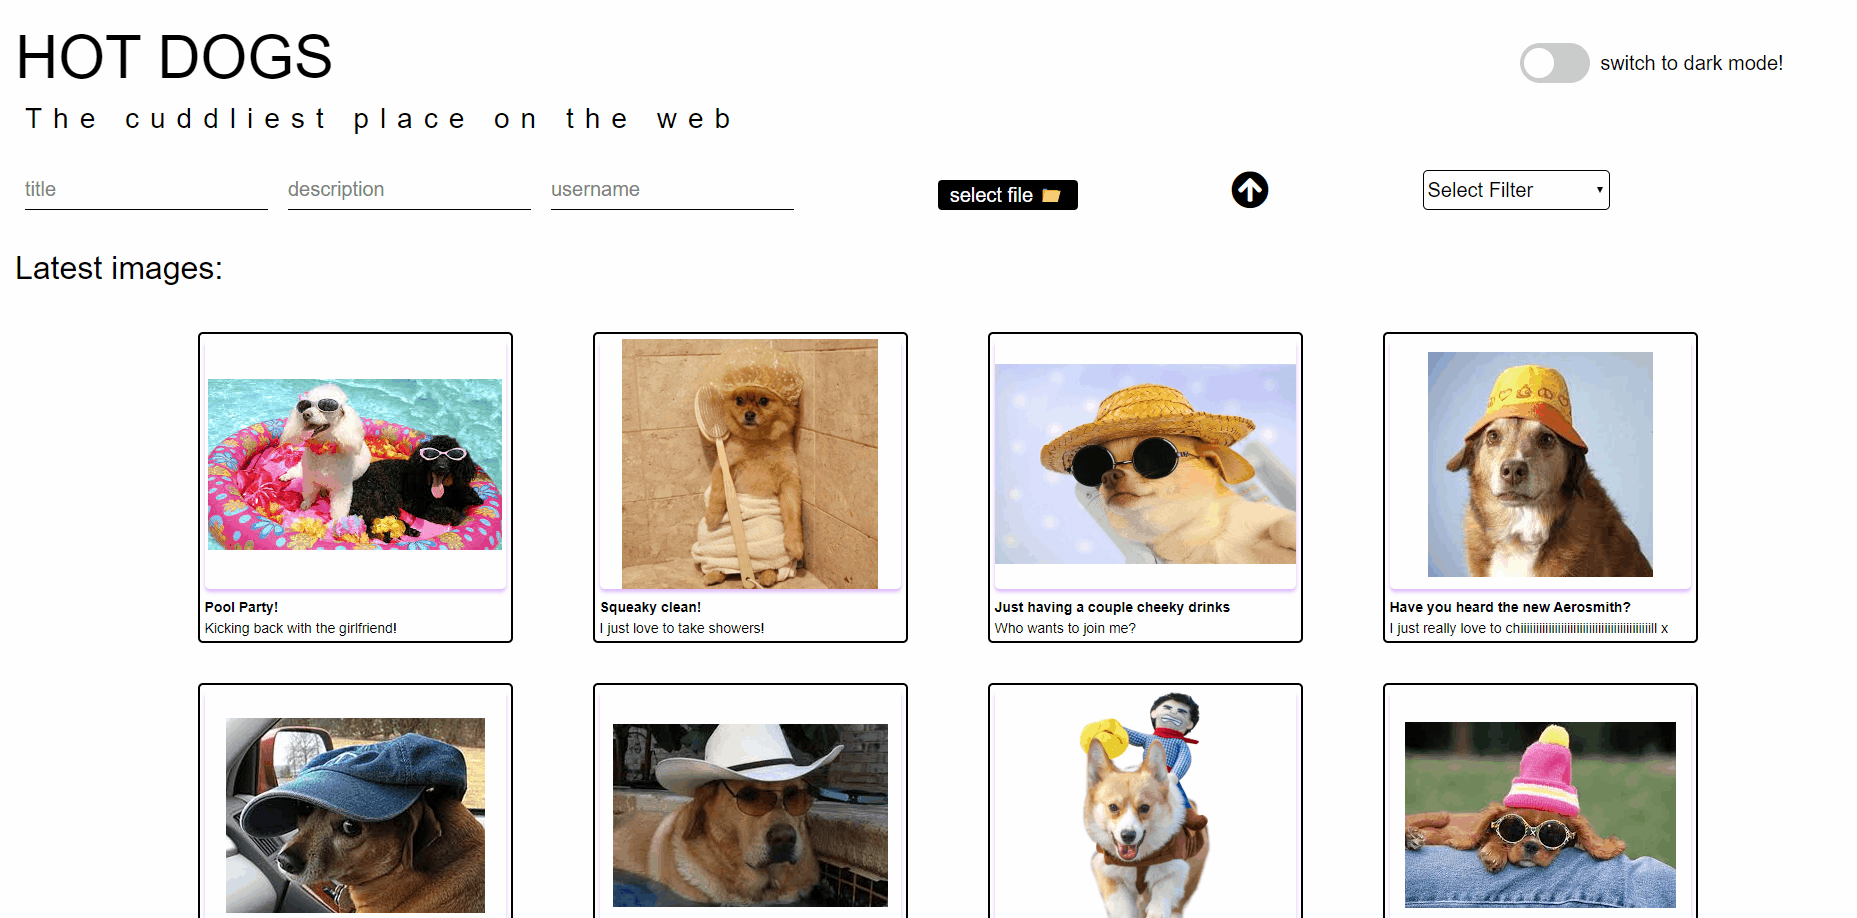 HOT DOGS
switch to dark mode!
The cuddliest place on the web
title
description
username
select file
Select Filter
Latest images:
Pool Party!
Kicking back with the girlfriend!
Squeaky clean!
I just love to take showers!
Just having a couple cheeky drinks
Who wants to join me?
Have you heard the new Aerosmith?
I just really love to chiiiiiiiiiiiiiiiiiiiiiiiiiiiiiiiiiiiiiiiiiill x